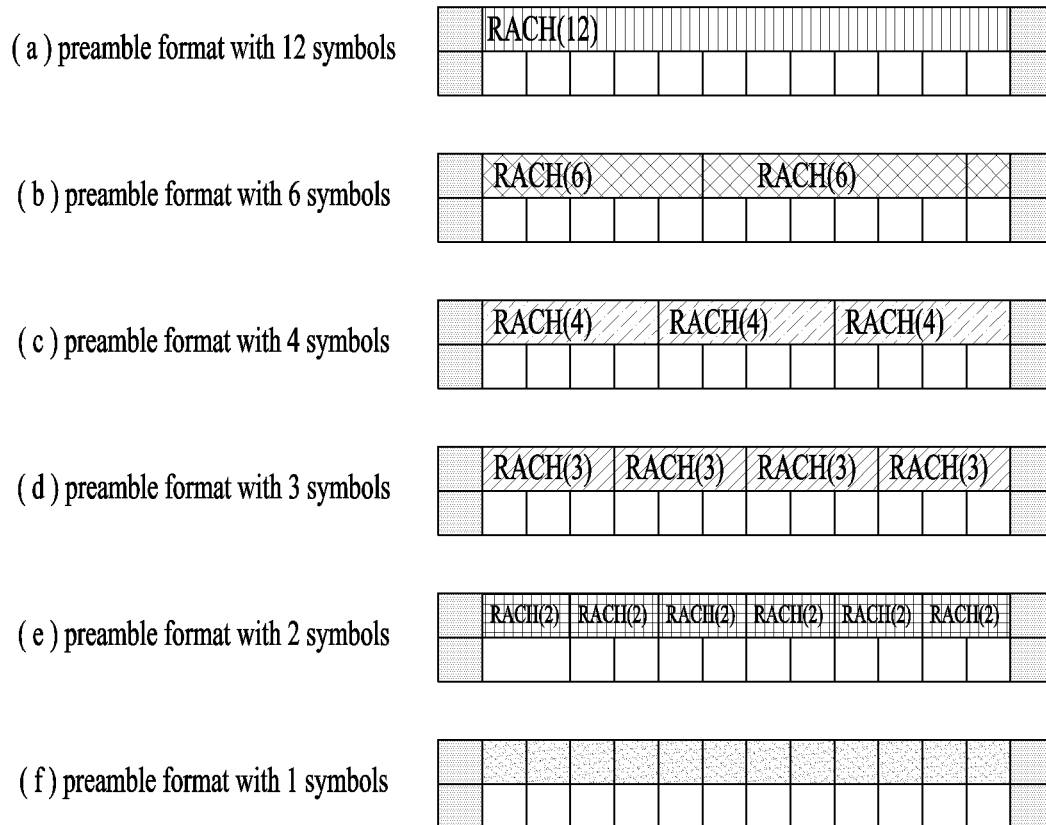 RACH(12)
( a ) preamble format with 12 symbols
RACH(6) RACH(6)
( b ) preamble format with 6 symbols
RACH(4) RACH(4) RACH(4)
( c ) preamble format with 4 symbols
RACH(3) RACH(3) RACH(3) RACH(3)
( d ) preamble format with 3 symbols
RACH(2) RACH(2) RACH(2) RACH(2) RACH(2) RACH(2)
( e ) preamble format with 2 symbols
( f ) preamble format with 1 symbols